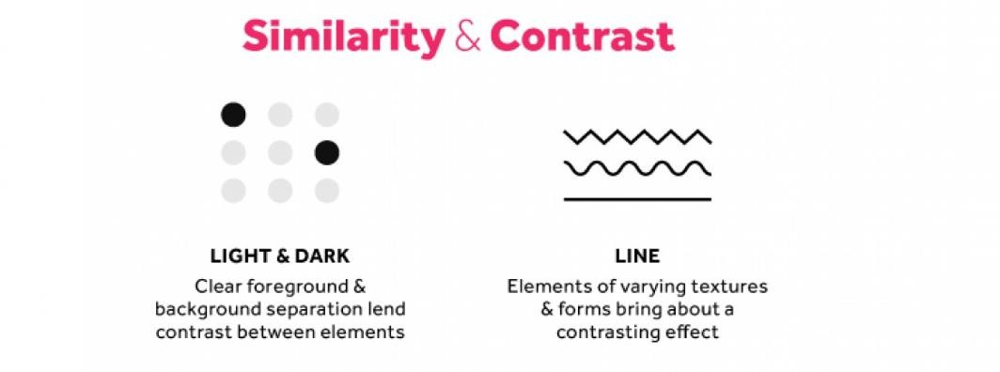 Similarity & Contrast
LIGHT & DARK
Clear foreground &
background separation lend
contrast between elements
LINE
Elements of varying textures
& forms bring about a
contrasting effect